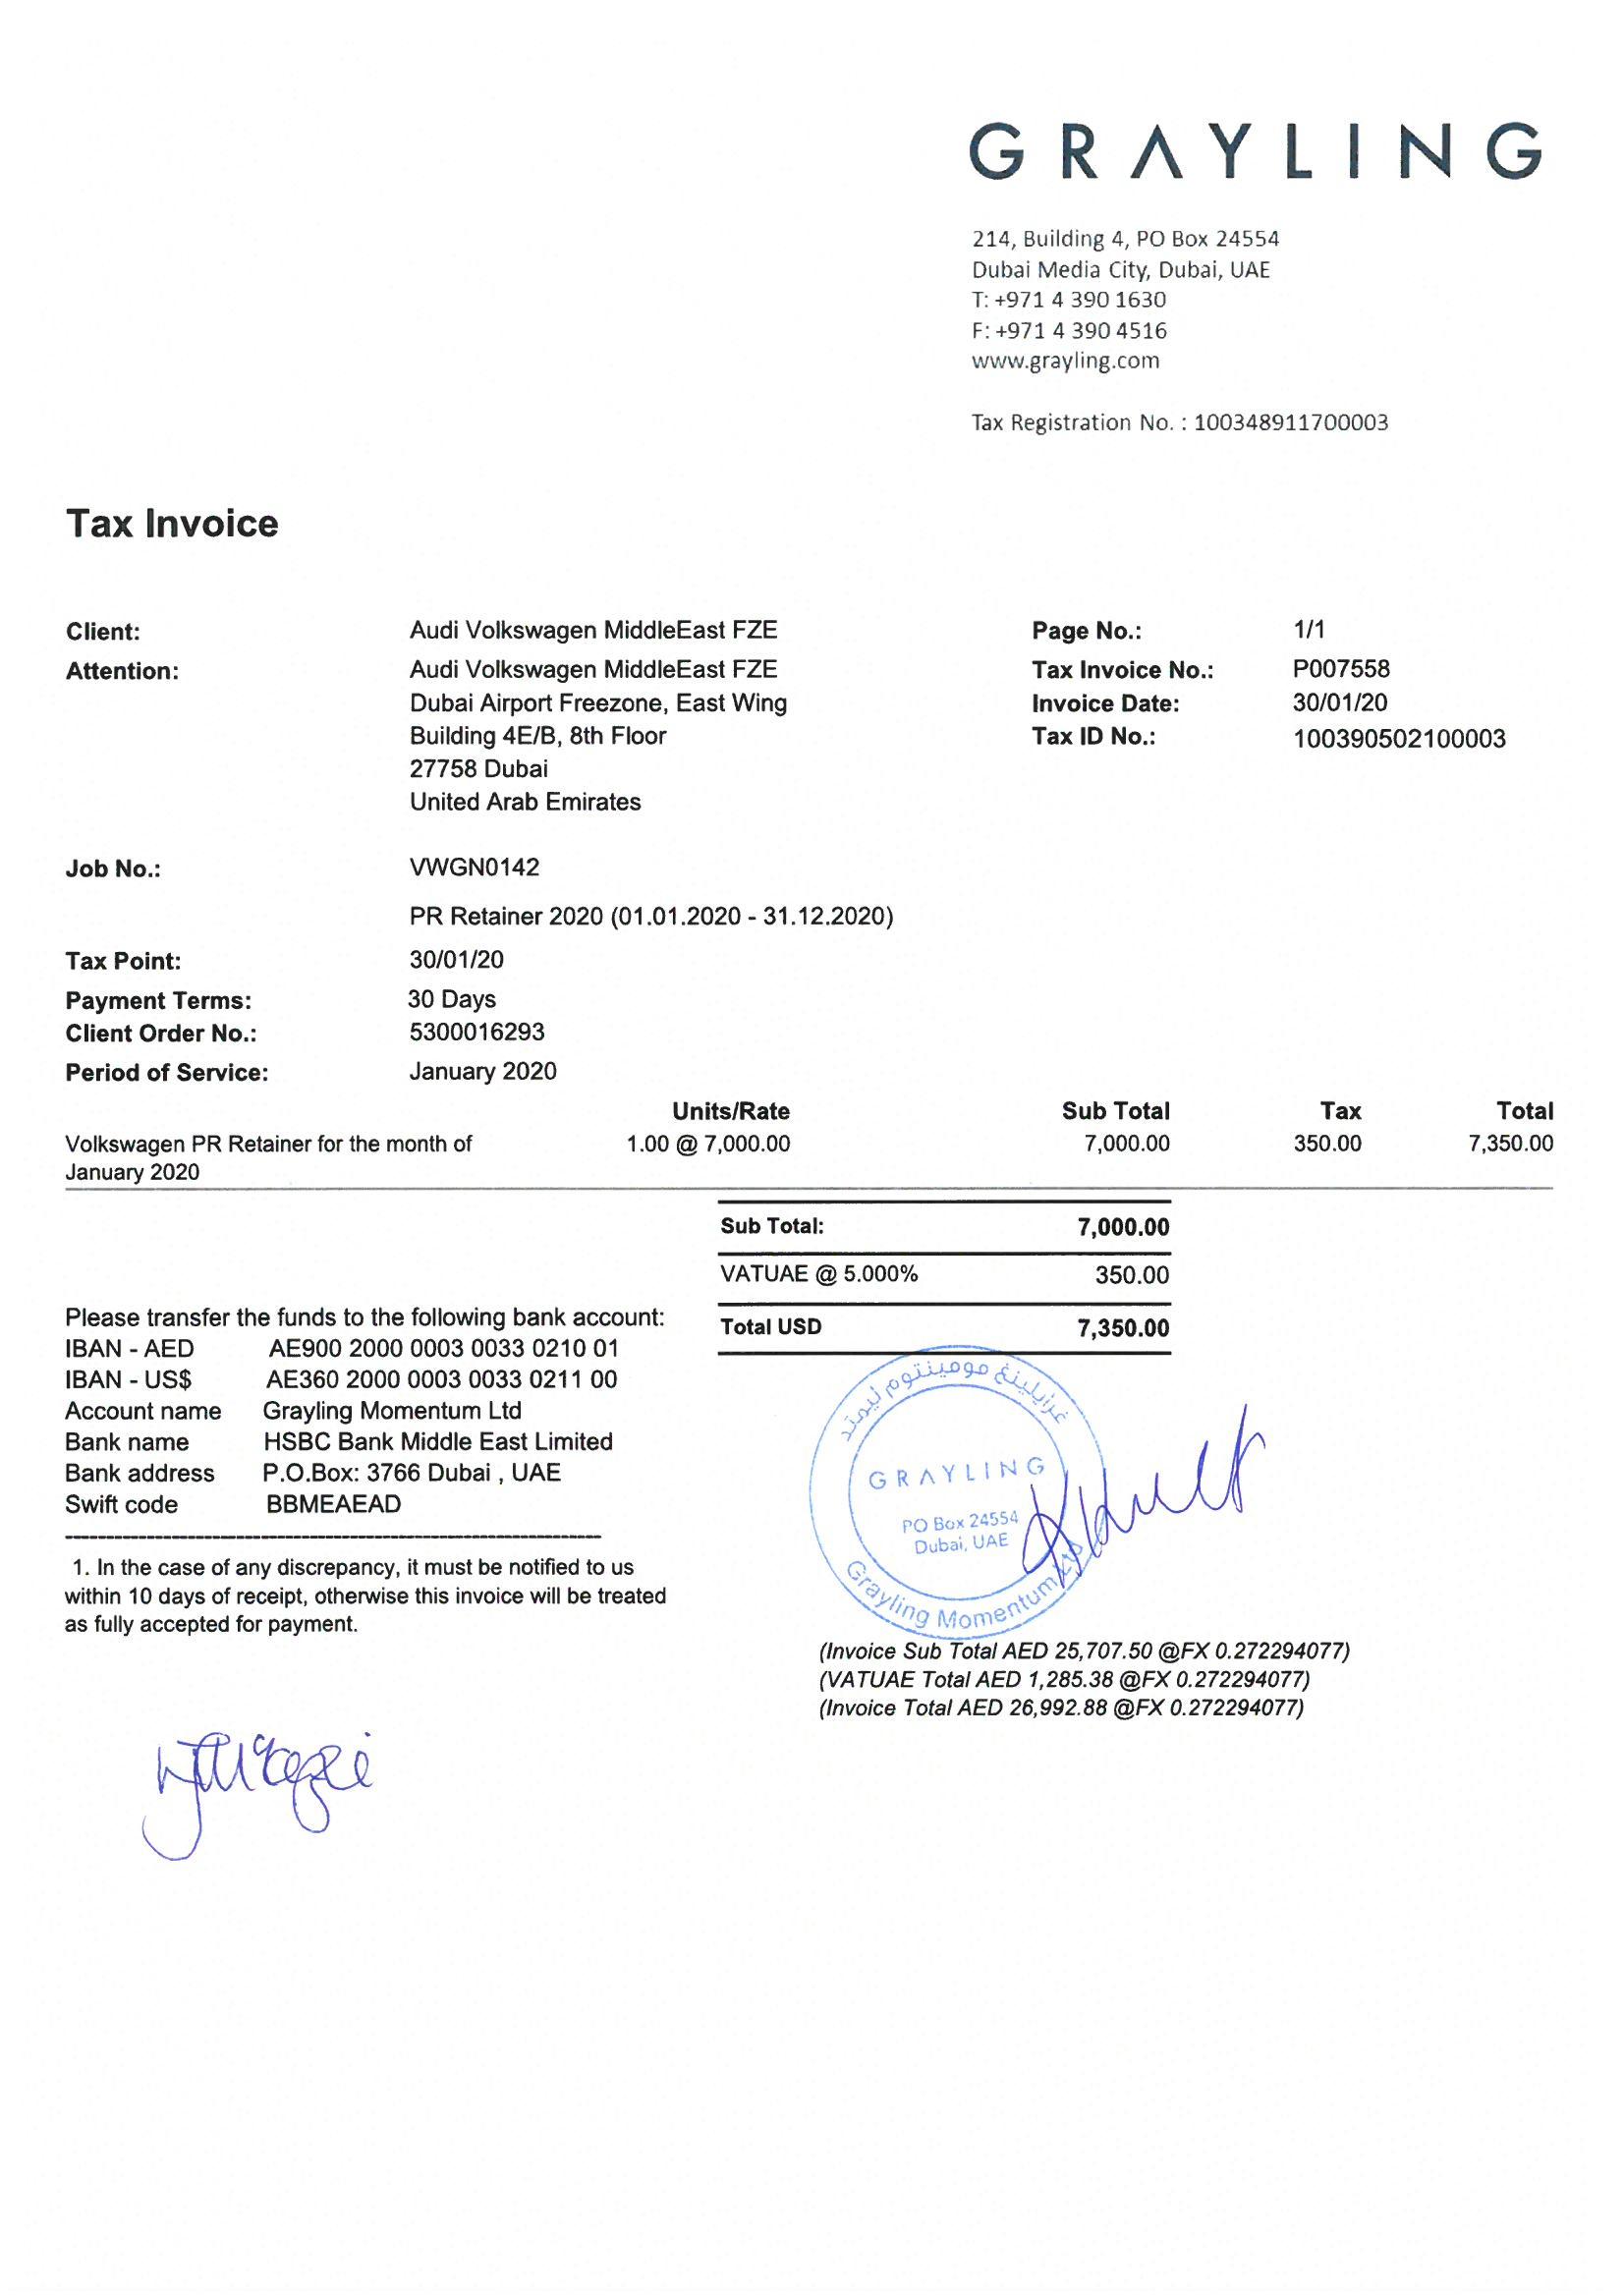 GRAYLING
214, Building 4, PO Box 24554
Dubai Media City, Dubai, UAE
T: +971 4 390 1630
F: +971 4 390 4516
www.grayling.com
Tax Registration No. : 100348911700003
Tax Invoice
Client: Audi Volkswagen MiddleEast FZE Page No.: 1/1
Attention: Audi Volkswagen MiddleEast FZE Tax Invoice No.: P007558
Dubai Airport Freezone, East Wing Invoice Date: 30/01/20
Building 4E/B, 8th Floor Tax ID No.: 100390502100003
27758 Dubai
United Arab Emirates
Job No.: VWGN0142
PR Retainer 2020 (01.01.2020 - 31.12.2020)
Tax Point: 30/01/20
Payment Terms: 30 Days
Client Order No.: 5300016293
Period of Service: January 2020
Units/Rate Sub Total Tax Total
Volkswagen PR Retainer for the month of 1.00 @ 7,000.00 7,000.00 350.00 7,350.00
January 2020
Sub Total: 7,000.00
VATUAE @ 5.000% 350.00
Total USD 7,350.00
Please transfer the funds to the following bank account:
IBAN - AED AE900 2000 0003 0033 0210 01
IBAN - US$ AE360 2000 0003 0033 0211 00
Account name Grayling Momentum Ltd
Bank name HSBC Bank Middle East Limited
Bank address P.O.Box: 3766 Dubai , UAE
Swift code BBMEAEAD
1. In the case of any discrepancy, it must be notified to us
within 10 days of receipt, otherwise this invoice will be treated
as fully accepted for payment.
غرايلينغ مومينتوم ليمتد
GRAYLING
PO Box 24554
Dubai, UAE
Grayling Momentum Ltd
(Invoice Sub Total AED 25,707.50 @FX 0.272294077)
(VATUAE Total AED 1,285.38 @FX 0.272294077)
(Invoice Total AED 26,992.88 @FX 0.272294077)